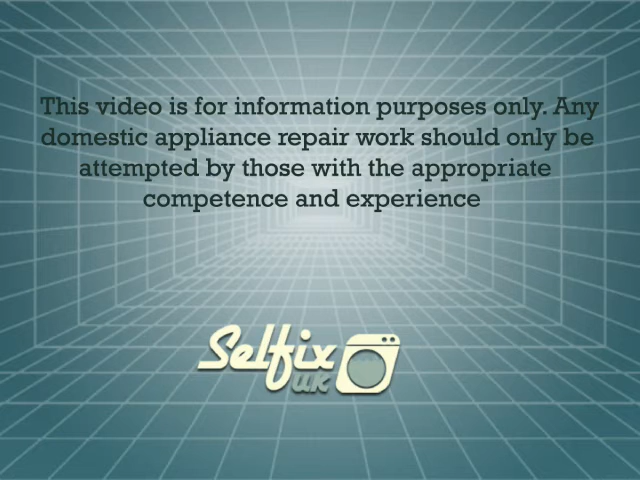 This video is for information purposes only. Any
domestic appliance repair work should only be
attempted by those with the appropriate
competence and experience
Selfix
uk